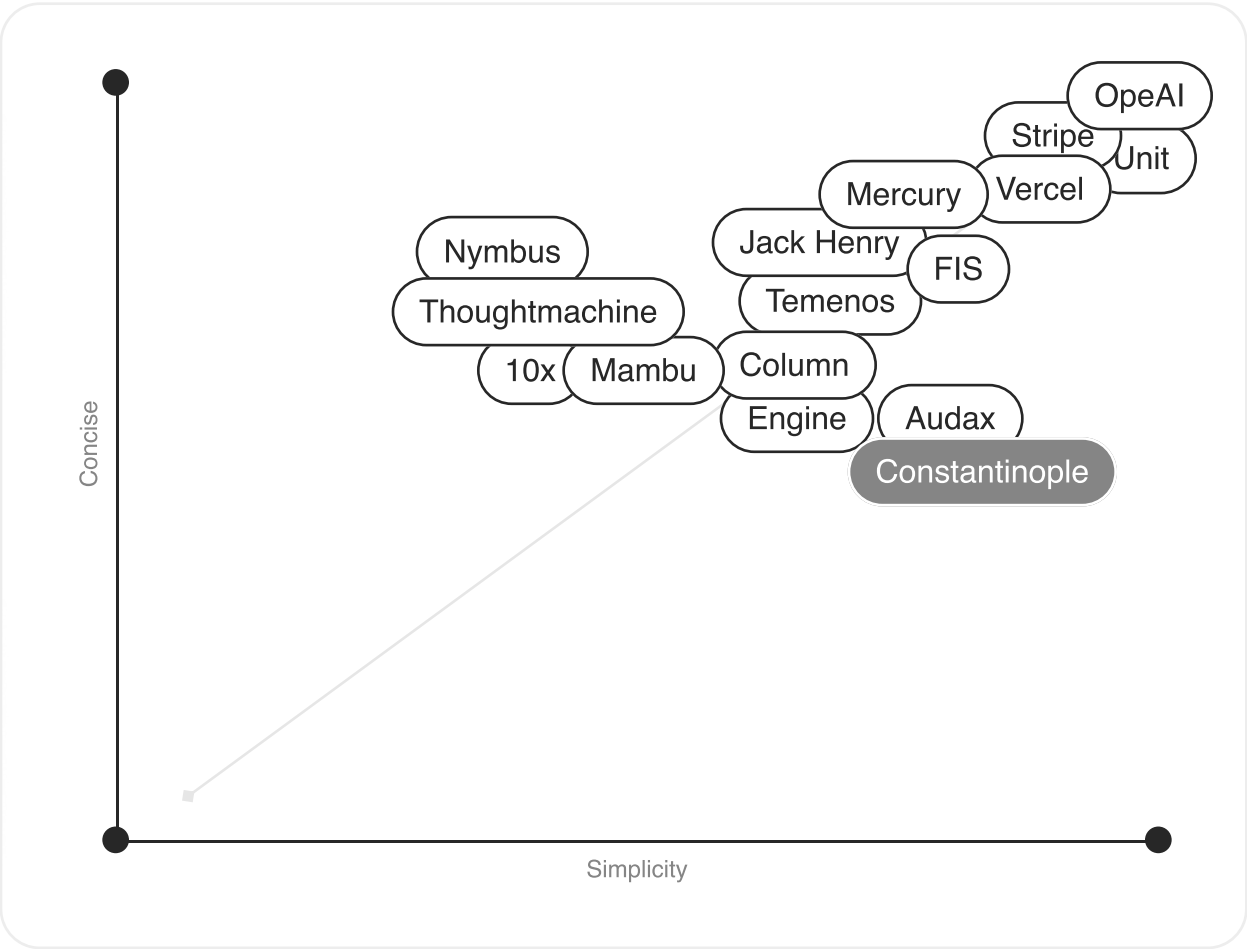 OpeAI
Stripe
Unit
Mercury
Vercel
Nymbus
Jack Henry
FIS
Thoughtmachine
Temenos
10x
Mambu
Column
Engine
Audax
Constantinople
Concise
Simplicity